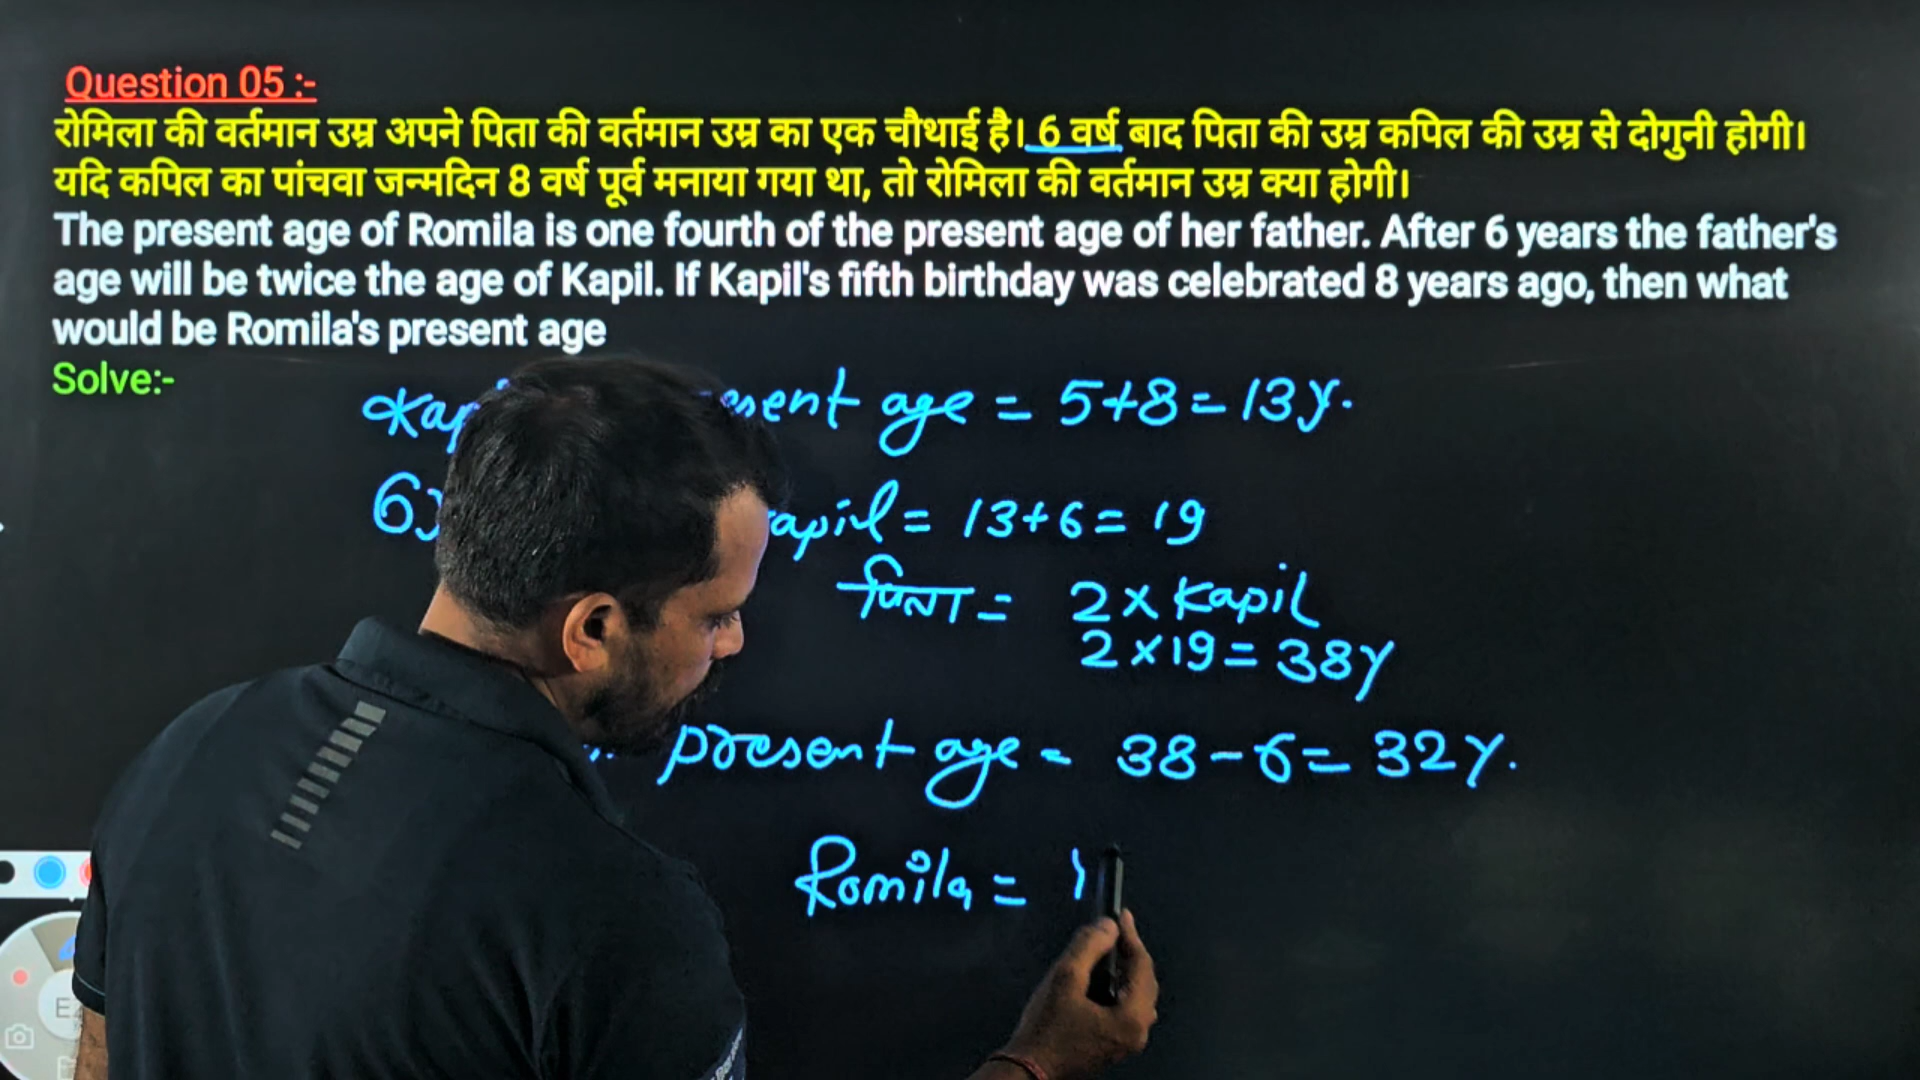 Question 05 :-
रोमिला की वर्तमान उम्र अपने पिता की वर्तमान उम्र का एक चौथाई है। 6 वर्ष बाद पिता की उम्र कपिल की उम्र से दोगुनी होगी।
यदि कपिल का पांचवा जन्मदिन 8 वर्ष पूर्व मनाया गया था, तो रोमिला की वर्तमान उम्र क्या होगी।
The present age of Romila is one fourth of the present age of her father. After 6 years the father's
age will be twice the age of Kapil. If Kapil's fifth birthday was celebrated 8 years ago, then what
would be Romila's present age
Solve:-
age = 5+8=13y.
= 13+6= 19
पिता = 2 x Kapil
2 x19=38y
present age = 38-6=32y.
Romila =